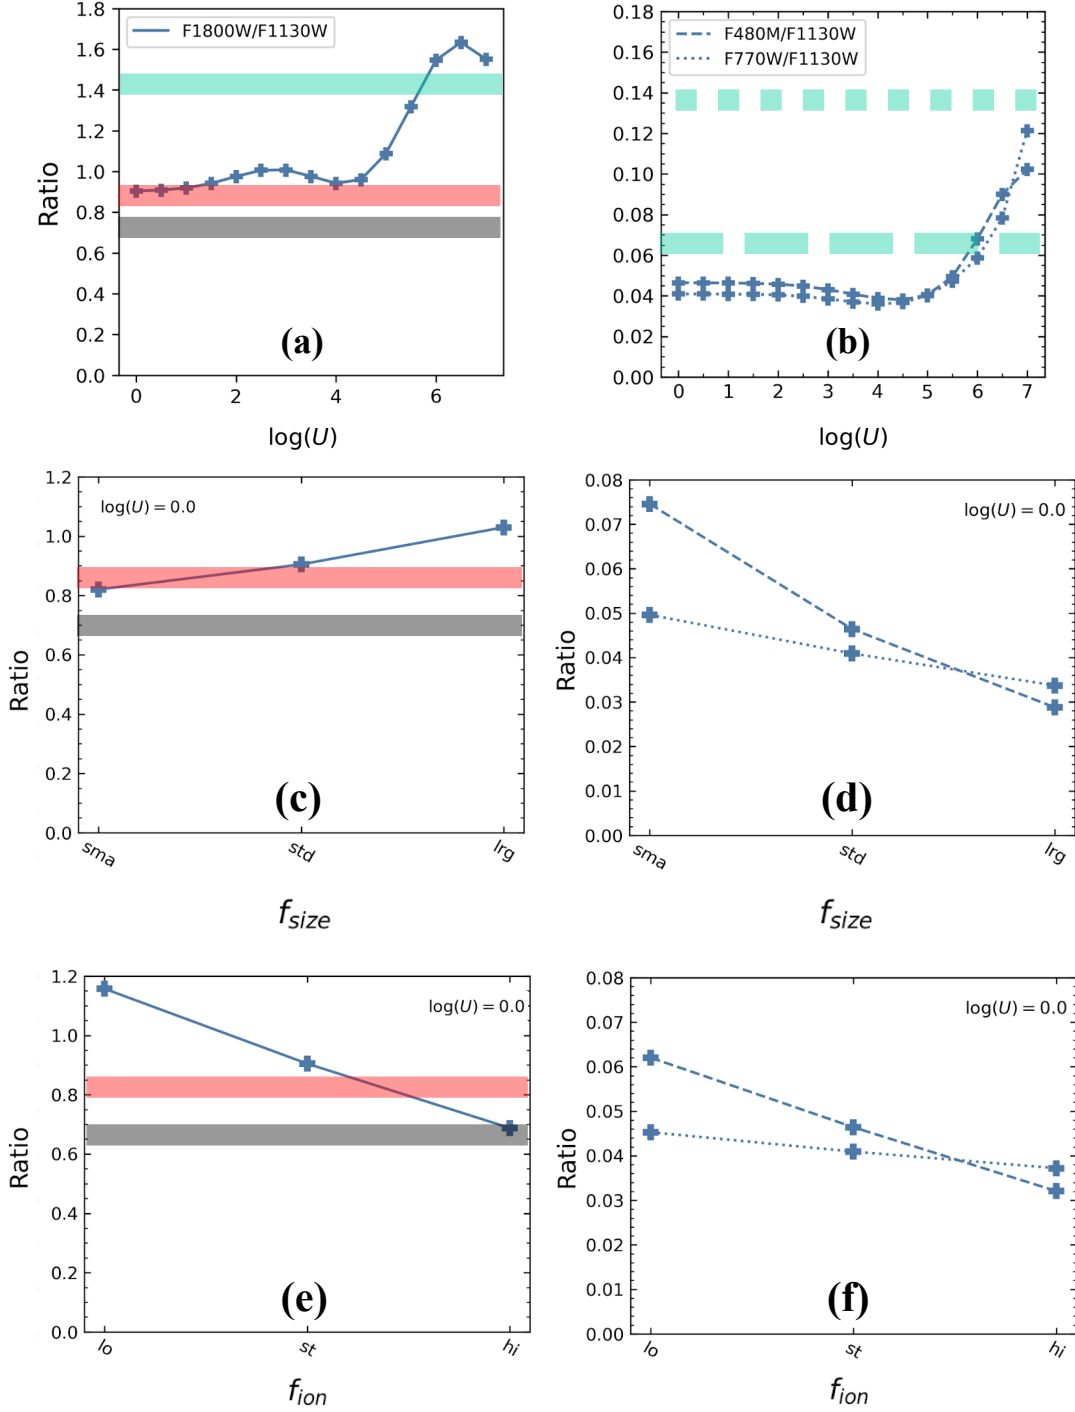 F1800W/F1130W
1.8
1.6
1.4
1.2
1.0
0.8
0.6
0.4
0.2
0.0
Ratio
0 2 4 6
log(U)
(a)
F480M/F1130W
F770W/F1130W
0.18
0.16
0.14
0.12
0.10
0.08
0.06
0.04
0.02
0.00
Ratio
0 1 2 3 4 5 6 7
log(U)
(b)
log(U) = 0.0
1.2
1.0
0.8
0.6
0.4
0.2
0.0
Ratio
sma std lrg
fsize
(c)
log(U) = 0.0
0.08
0.07
0.06
0.05
0.04
0.03
0.02
0.01
0.00
Ratio
sma std lrg
fsize
(d)
log(U) = 0.0
1.2
1.0
0.8
0.6
0.4
0.2
0.0
Ratio
lo st hi
fion
(e)
log(U) = 0.0
0.08
0.07
0.06
0.05
0.04
0.03
0.02
0.01
0.00
Ratio
lo st hi
fion
(f)